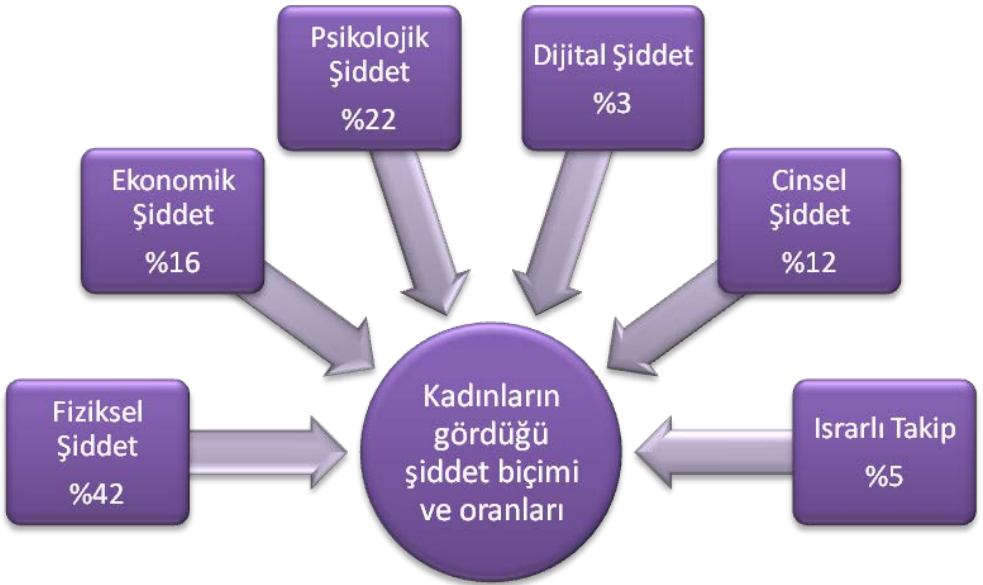 Psikolojik
Şiddet
%22
Dijital Şiddet
%3
Ekonomik
Şiddet
%16
Cinsel
Şiddet
%12
Fiziksel
Şiddet
%42
Kadınların
gördüğü
şiddet biçimi
ve oranları
Israrlı Takip
%5